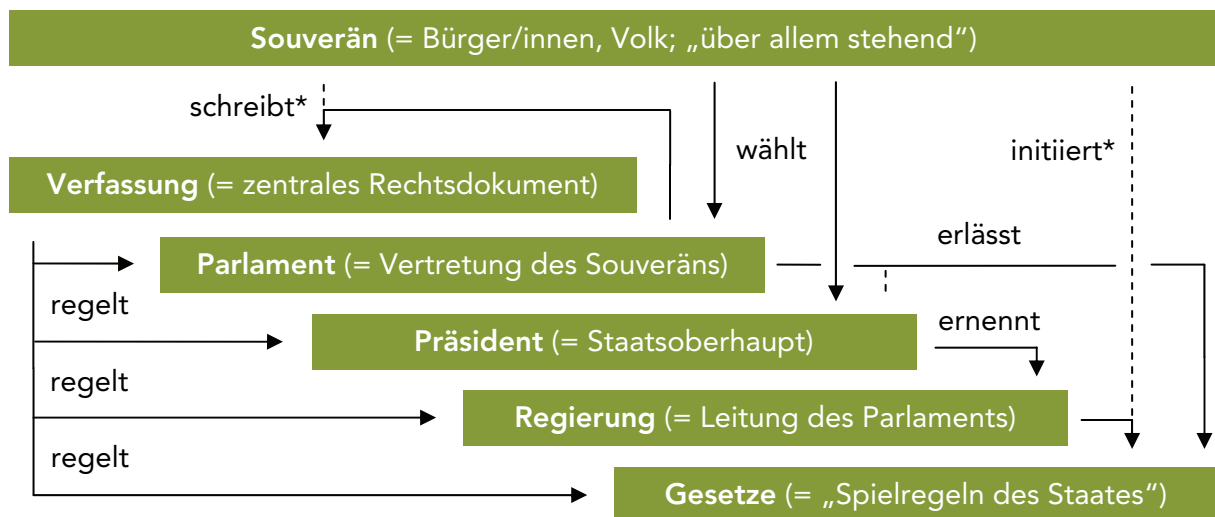 Souverän (= Bürger/innen, Volk; „über allem stehend“)
schreibt*
wählt
initiiert*
Verfassung (= zentrales Rechtsdokument)
erlässt
Parlament (= Vertretung des Souveräns)
regelt
ernennt
Präsident (= Staatsoberhaupt)
regelt
Regierung (= Leitung des Parlaments)
regelt
Gesetze (= „Spielregeln des Staates“)